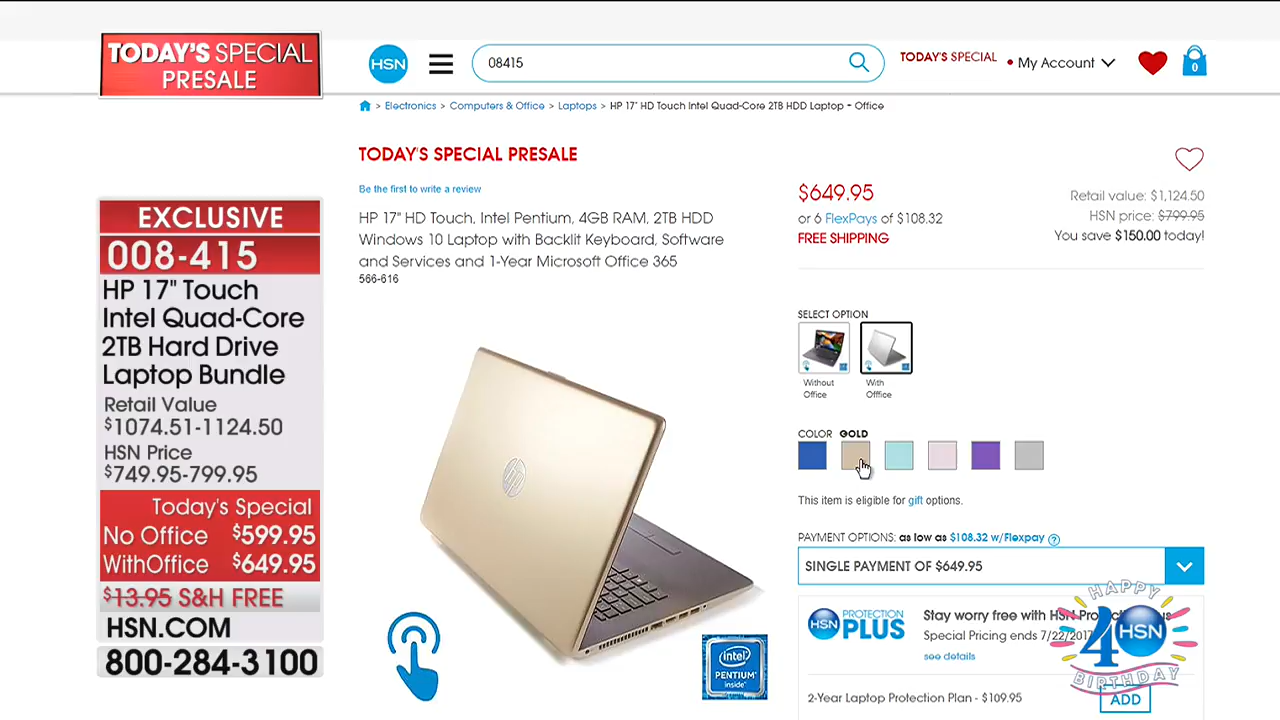 TODAY'S SPECIAL
PRESALE
HSN
08415
TODAY'S SPECIAL
My Account
0
Electronics > Computers & Office > Laptops > HP 17" HD Touch Intel Quad-Core 2TB HDD Laptop - Office
TODAY'S SPECIAL PRESALE
Be the first to write a review
HP 17" HD Touch, Intel Pentium, 4GB RAM, 2TB HDD
Windows 10 Laptop with Backlit Keyboard, Software
and Services and 1-Year Microsoft Office 365
566-616
$649.95
or 6 FlexPays of $108.32
FREE SHIPPING
Retail value: $1,124.50
HSN price: $799.95
You save $150.00 today!
EXCLUSIVE
008-415
HP 17" Touch
Intel Quad-Core
2TB Hard Drive
Laptop Bundle
Retail Value
$1074.51-1124.50
HSN Price
$749.95-799.95
Today's Special
No Office $599.95
WithOffice $649.95
$13.95 S&H FREE
HSN.COM
800-284-3100
hp
intel
PENTIUM
inside
SELECT OPTION
Without
Office
With
Office
COLOR GOLD
This item is eligible for gift options.
PAYMENT OPTIONS: as low as $108.32 w/Flexpay ?
SINGLE PAYMENT OF $649.95
HSN PROTECTION
PLUS
Stay worry free with HSN Protection Plus
Special Pricing ends 7/22/2017
see details
2-Year Laptop Protection Plan - $109.95
ADD
HAPPY
40 HSN
BIRTHDAY